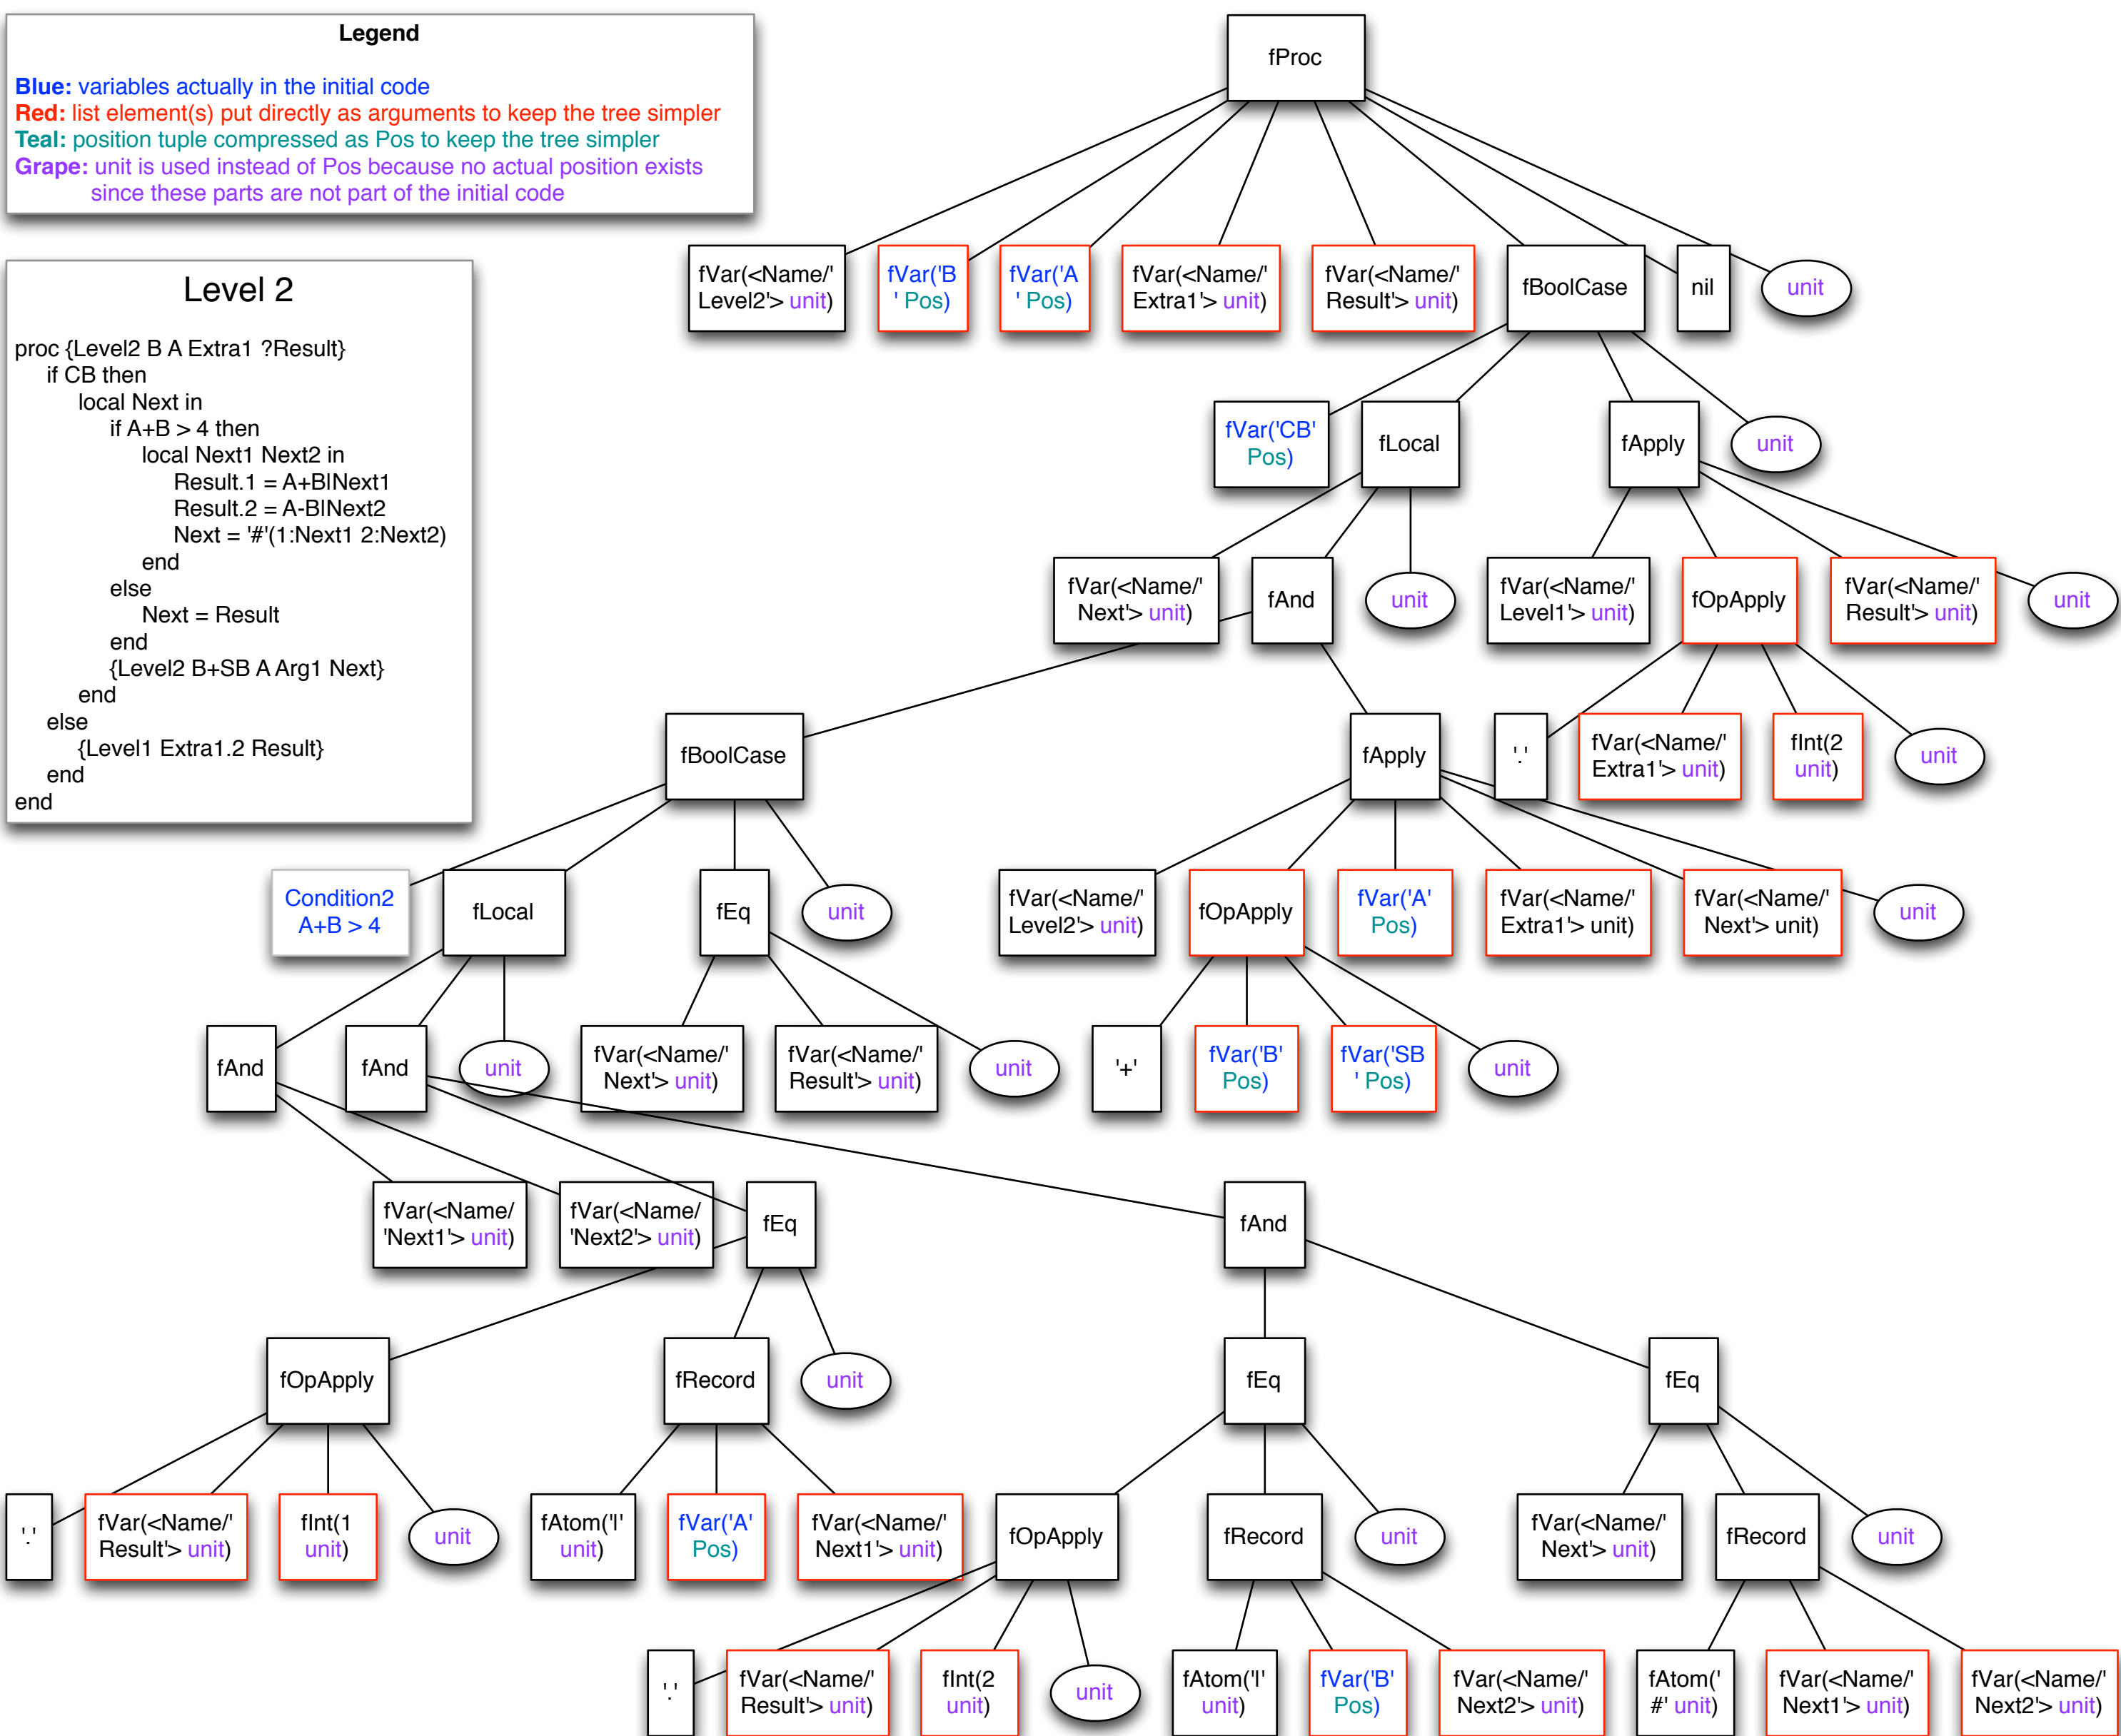 Legend
Blue: variables actually in the initial code
Red: list element(s) put directly as arguments to keep the tree simpler
Teal: position tuple compressed as Pos to keep the tree simpler
Grape: unit is used instead of Pos because no actual position exists
since these parts are not part of the initial code
Level 2
proc {Level2 B A Extra1 ?Result}
if CB then
local Next in
if A+B > 4 then
local Next1 Next2 in
Result.1 = A+B|Next1
Result.2 = A-B|Next2
Next = '#'(1:Next1 2:Next2)
end
else
Next = Result
end
{Level2 B+SB A Arg1 Next}
end
else
{Level1 Extra1.2 Result}
end
end
fProc
fVar(<Name/'
Level2'> unit)
fVar('B
' Pos)
fVar('A
' Pos)
fVar(<Name/'
Extra1'> unit)
fVar(<Name/'
Result'> unit)
fBoolCase
nil
unit
fVar('CB'
Pos)
fLocal
fApply
unit
fVar(<Name/'
Next'> unit)
fAnd
unit
fVar(<Name/'
Level1'> unit)
fOpApply
fVar(<Name/'
Result'> unit)
unit
fBoolCase
fApply
'.'
fVar(<Name/'
Extra1'> unit)
fInt(2
unit)
unit
Condition2
A+B > 4
fLocal
fEq
unit
fVar(<Name/'
Level2'> unit)
fOpApply
fVar('A'
Pos)
fVar(<Name/'
Extra1'> unit)
fVar(<Name/'
Next'> unit)
unit
fAnd
fAnd
unit
fVar(<Name/'
Next'> unit)
fVar(<Name/'
Result'> unit)
unit
'+'
fVar('B'
Pos)
fVar('SB
' Pos)
unit
fVar(<Name/
'Next1'> unit)
fVar(<Name/
'Next2'> unit)
fEq
fAnd
fOpApply
fRecord
unit
fEq
fEq
'.'
fVar(<Name/'
Result'> unit)
fInt(1
unit)
unit
fAtom('|'
unit)
fVar('A'
Pos)
fVar(<Name/'
Next1'> unit)
fOpApply
fRecord
unit
fVar(<Name/'
Next'> unit)
fRecord
unit
'.'
fVar(<Name/'
Result'> unit)
fInt(2
unit)
unit
fAtom('|'
unit)
fVar('B'
Pos)
fVar(<Name/'
Next2'> unit)
fAtom('
#' unit)
fVar(<Name/'
Next1'> unit)
fVar(<Name/'
Next2'> unit)